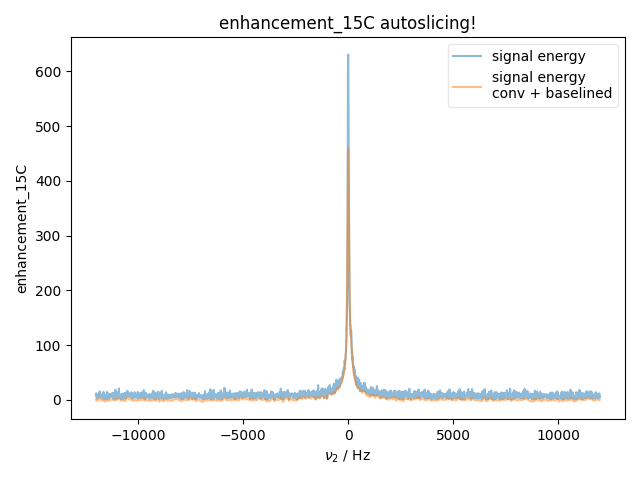 enhancement_15C autoslicing!
signal energy
signal energy
conv + baselined
600
500
400
300
200
100
0
enhancement_15C
−10000 −5000 0 5000 10000
ν₂ / Hz